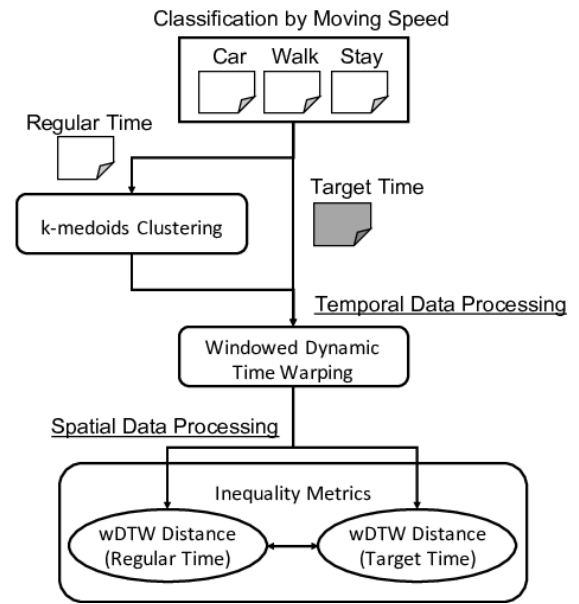 Classification by Moving Speed
Car Walk Stay
Regular Time
Target Time
k-medoids Clustering
Temporal Data Processing
Windowed Dynamic
Time Warping
Spatial Data Processing
Inequality Metrics
wDTW Distance
(Regular Time)
wDTW Distance
(Target Time)